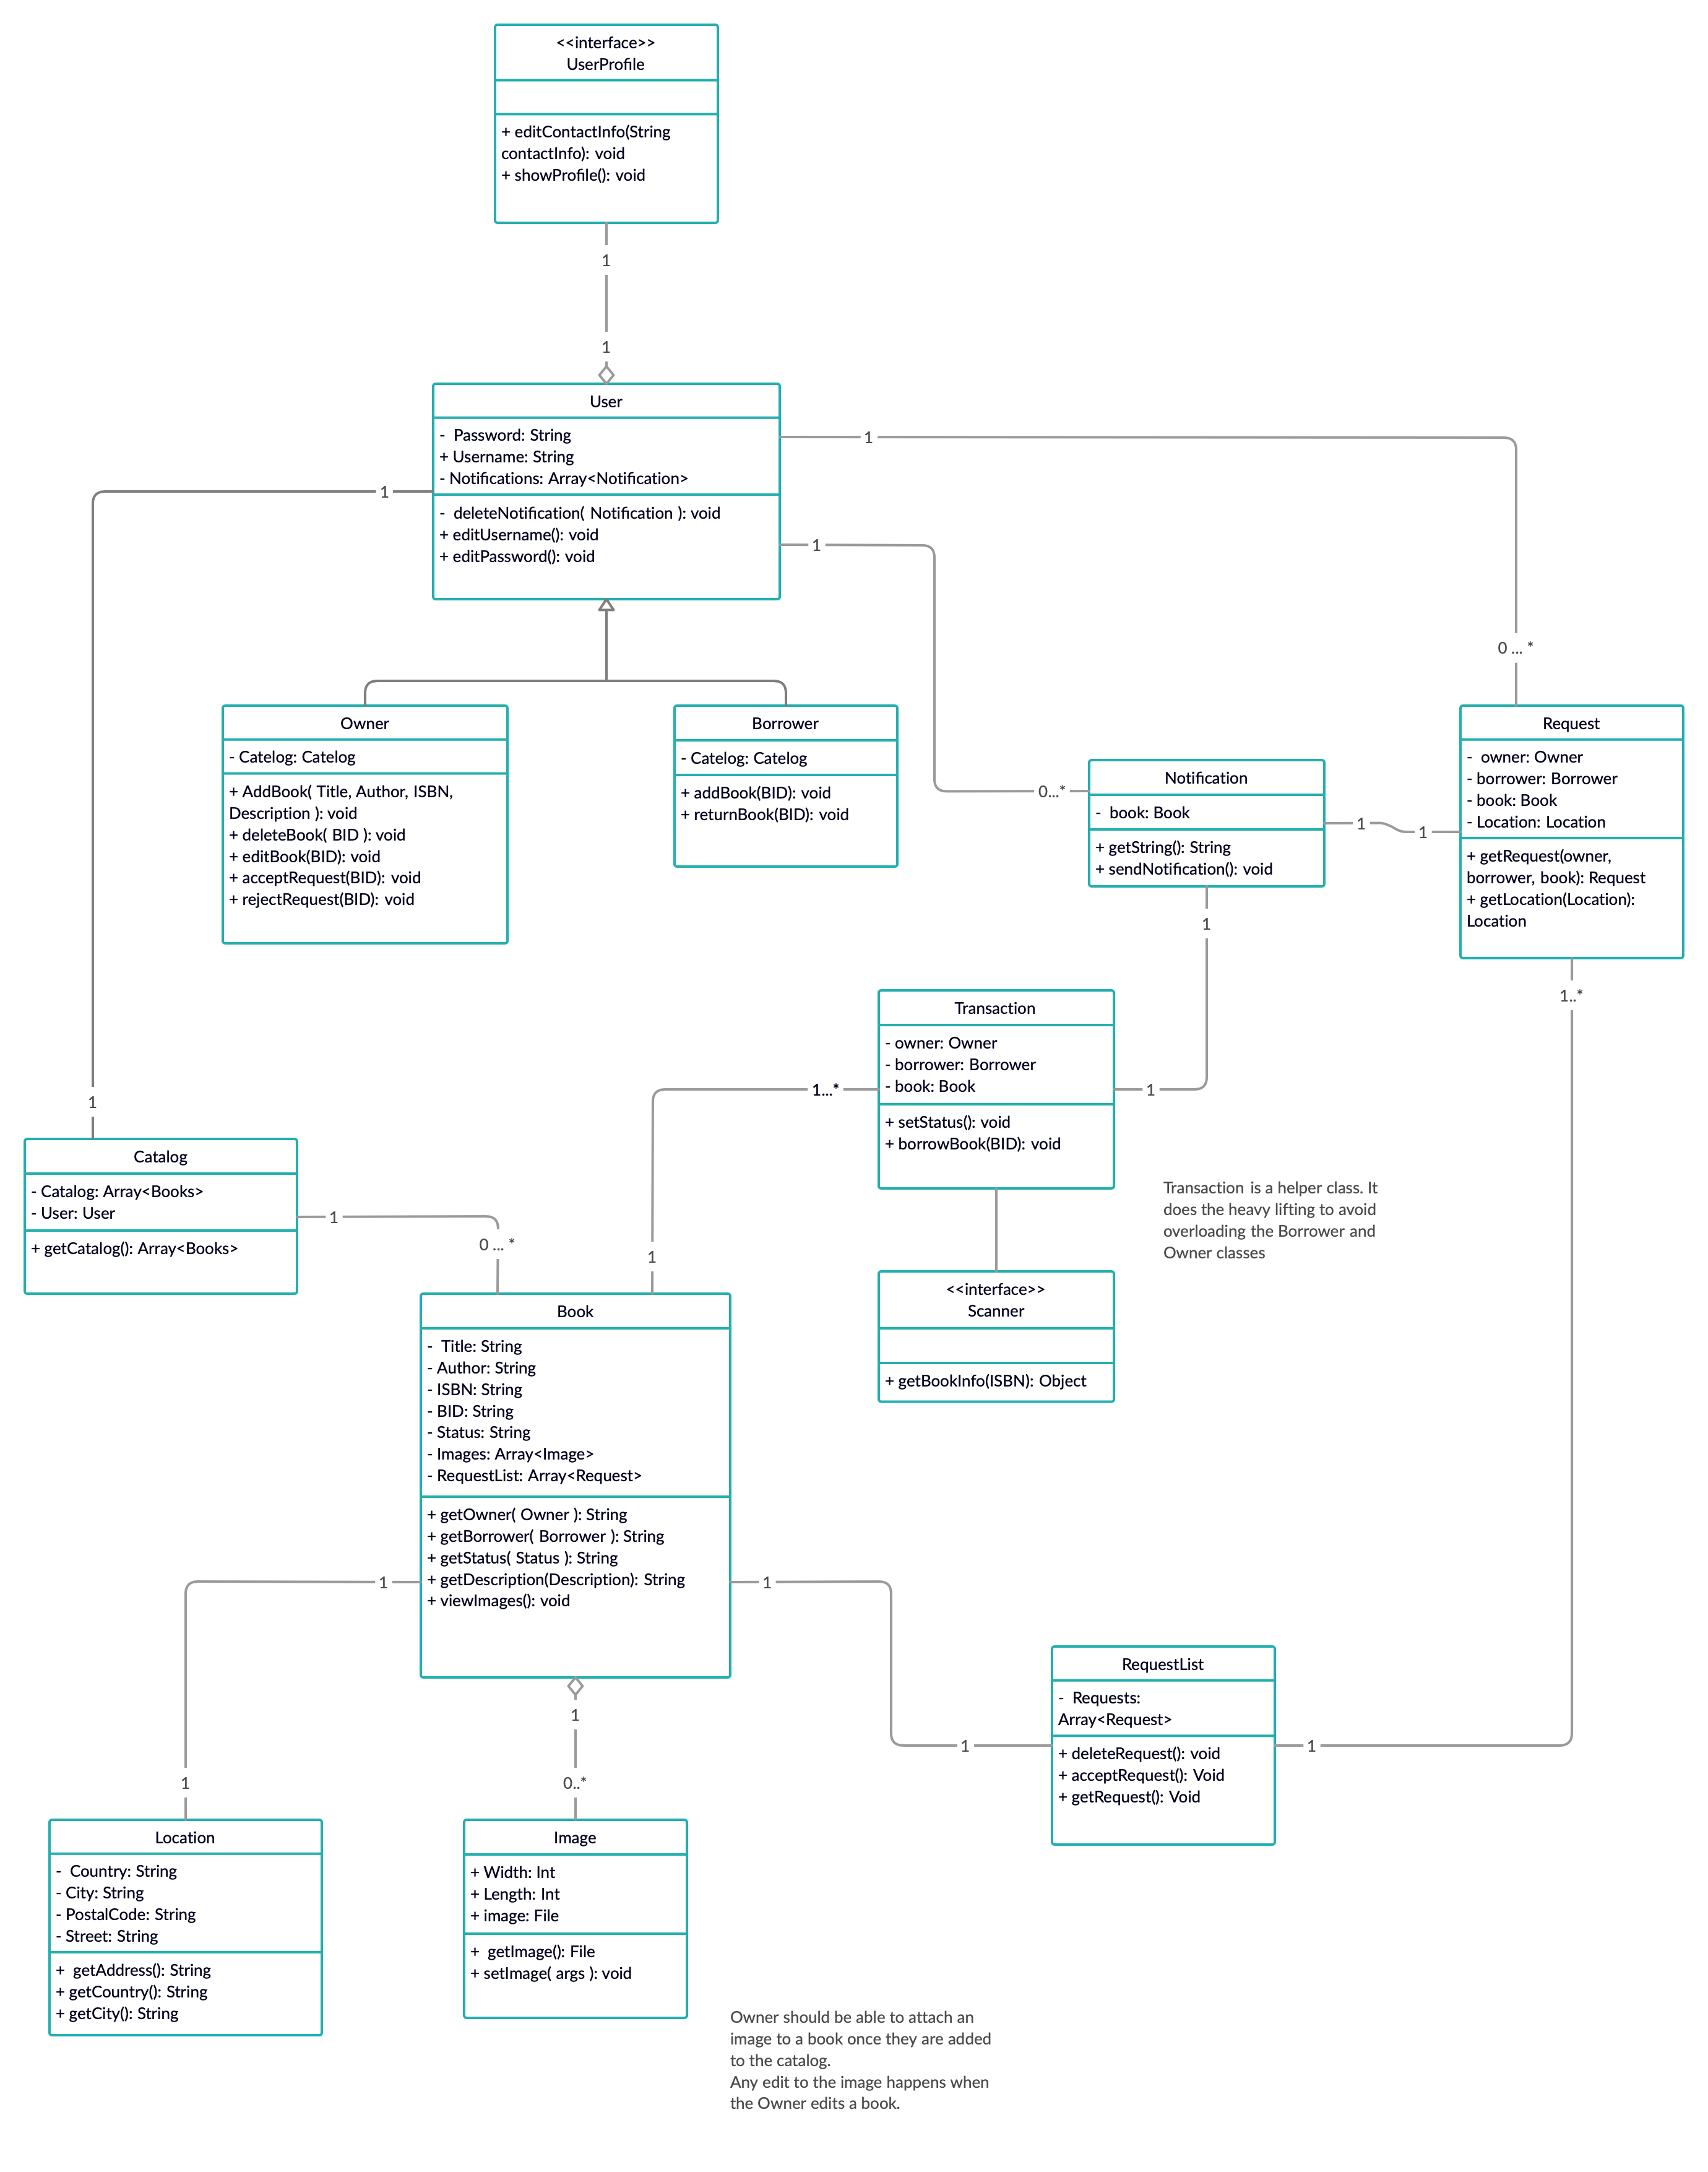 <<interface>>
UserProfile
+ editContactInfo(String
contactInfo): void
+ showProfile(): void
1
1
User
-  Password: String
+ Username: String
- Notifications: Array<Notification>
-  deleteNotification( Notification ): void
+ editUsername(): void
+ editPassword(): void
1
1
1
0 ... *
Owner
- Catelog: Catelog
+ AddBook( Title, Author, ISBN,
Description ): void
+ deleteBook( BID ): void
+ editBook(BID): void
+ acceptRequest(BID): void
+ rejectRequest(BID): void
Borrower
- Catelog: Catelog
+ addBook(BID): void
+ returnBook(BID): void
0...*
Notification
-  book: Book
+ getString(): String
+ sendNotification(): void
1
1
1
Request
-  owner: Owner
- borrower: Borrower
- book: Book
- Location: Location
+ getRequest(owner,
borrower, book): Request
+ getLocation(Location):
Location
1..*
Transaction
- owner: Owner
- borrower: Borrower
- book: Book
+ setStatus(): void
+ borrowBook(BID): void
1...*
1
1
Catalog
- Catalog: Array<Books>
- User: User
+ getCatalog(): Array<Books>
1
0 ... *
1
Transaction is a helper class. It
does the heavy lifting to avoid
overloading the Borrower and
Owner classes
<<interface>>
Scanner
+ getBookInfo(ISBN): Object
Book
-  Title: String
- Author: String
- ISBN: String
- BID: String
- Status: String
- Images: Array<Image>
- RequestList: Array<Request>
+ getOwner( Owner ): String
+ getBorrower( Borrower ): String
+ getStatus( Status ): String
+ getDescription(Description): String
+ viewImages(): void
1
1
RequestList
-  Requests:
Array<Request>
+ deleteRequest(): void
+ acceptRequest(): Void
+ getRequest(): Void
1
1
1
1
0..*
Location
-  Country: String
- City: String
- PostalCode: String
- Street: String
+  getAddress(): String
+ getCountry(): String
+ getCity(): String
Image
+ Width: Int
+ Length: Int
+ image: File
+  getImage(): File
+ setImage( args ): void
Owner should be able to attach an
image to a book once they are added
to the catalog.
Any edit to the image happens when
the Owner edits a book.